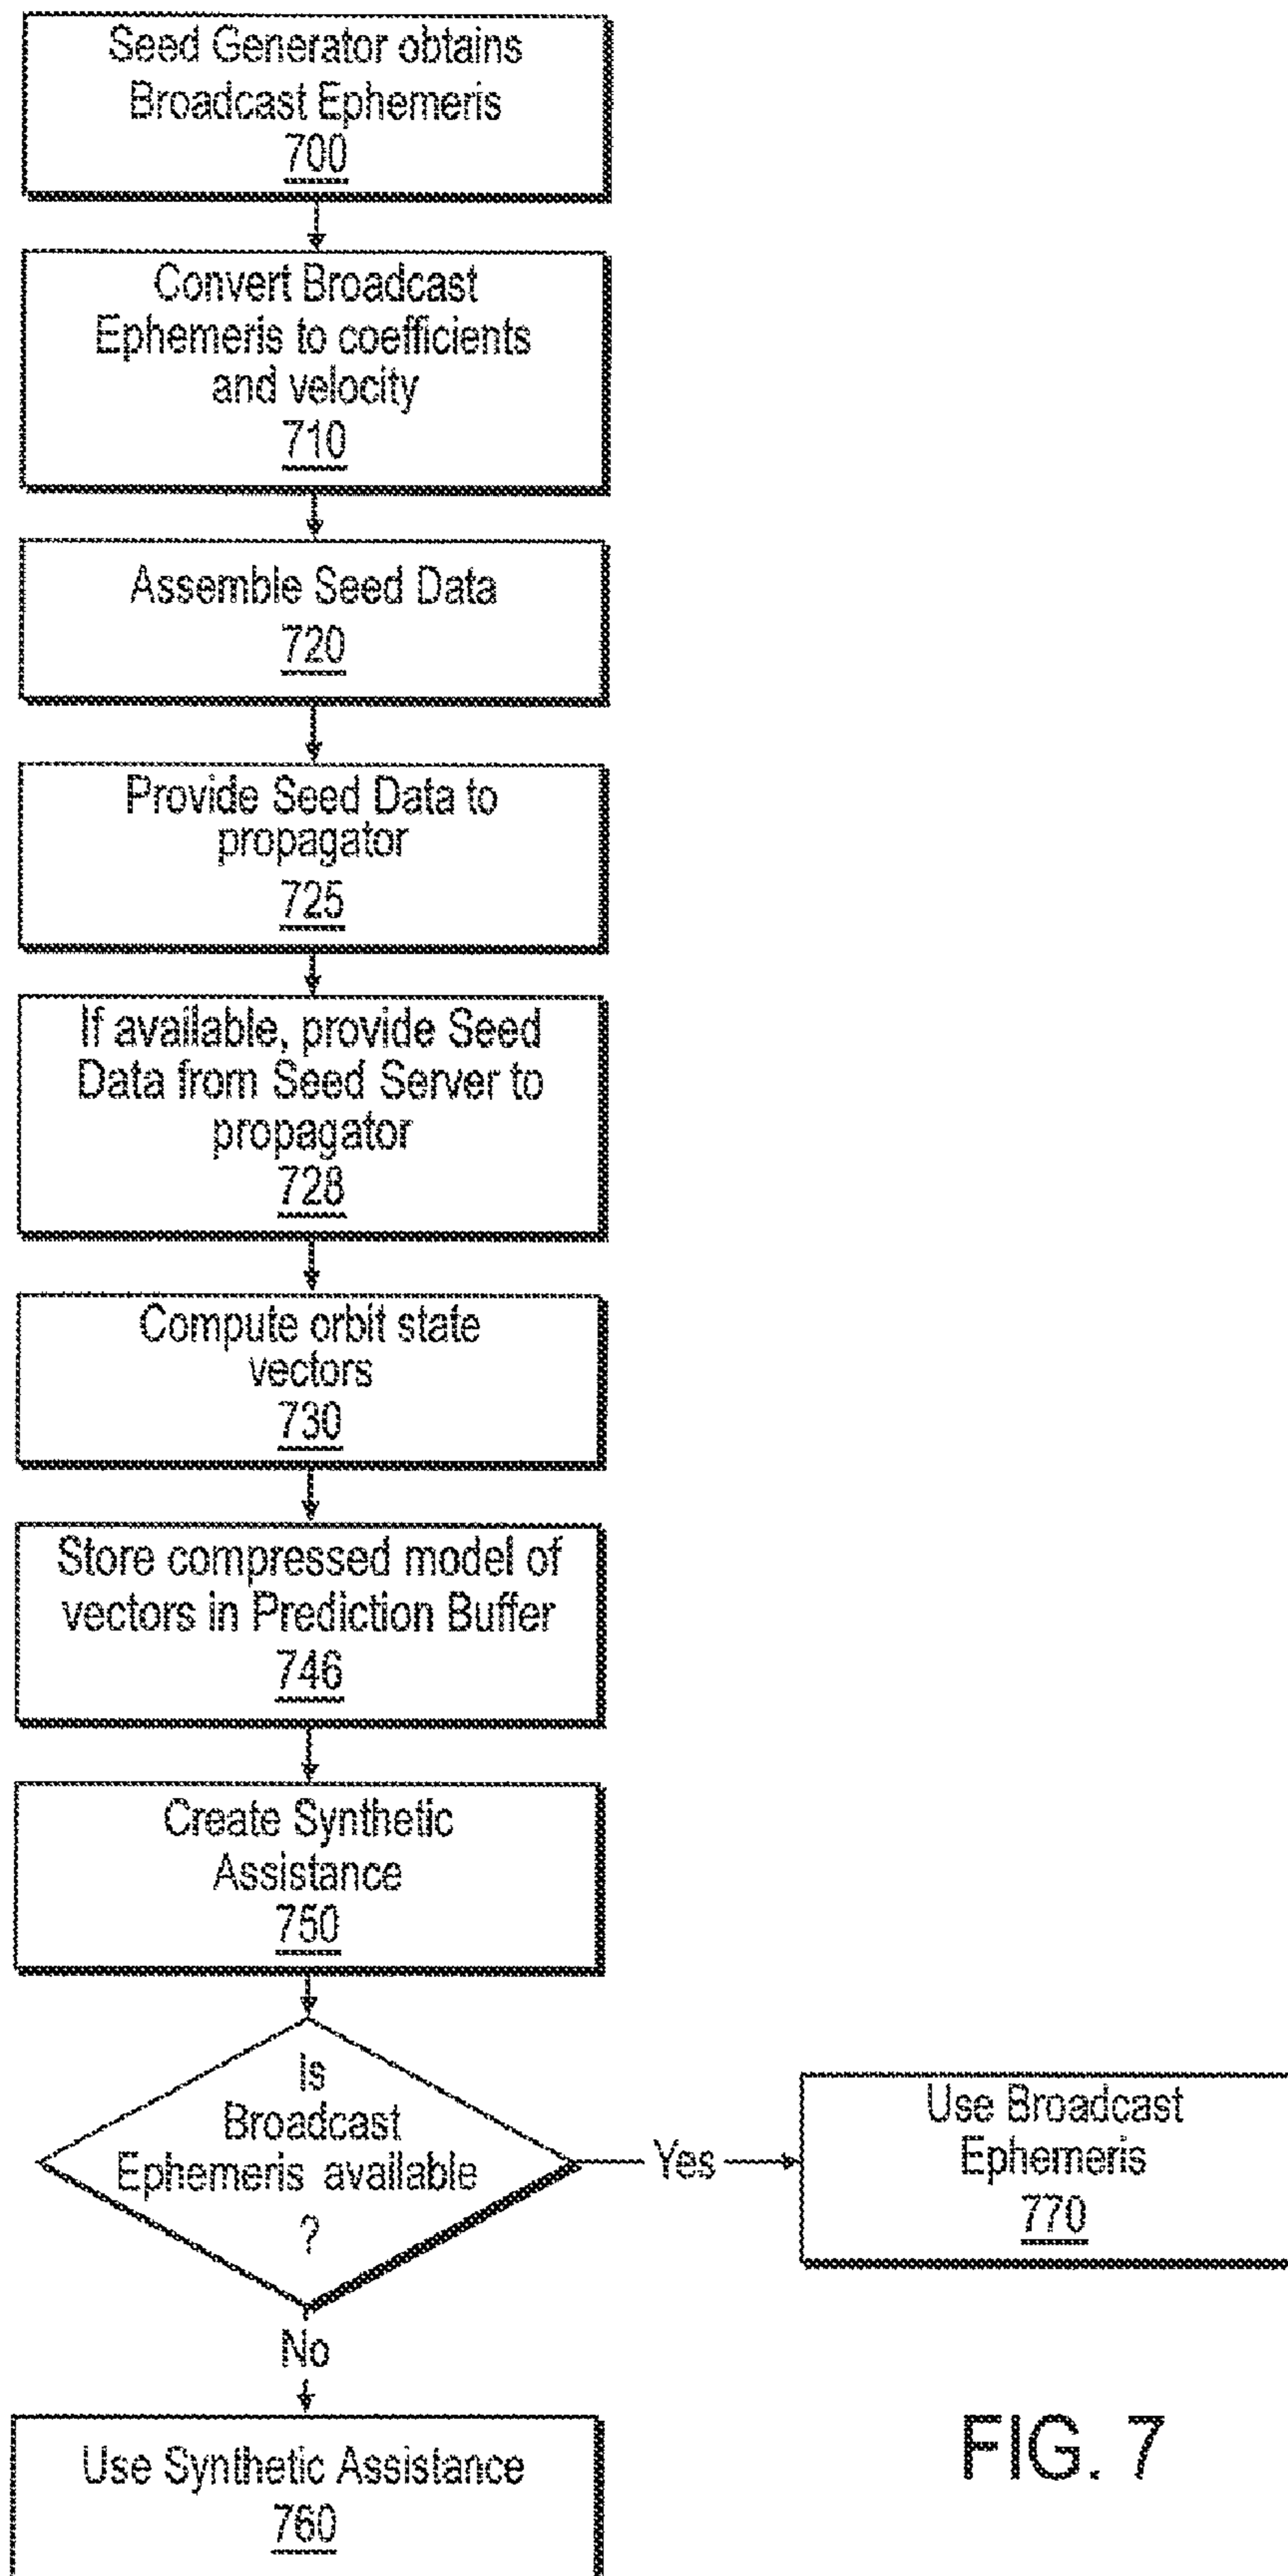 Seed Generator obtains
Broadcast Ephemeris
700
Convert Broadcast
Ephemeris to coefficients
and velocity
710
Assemble Seed Data
720
Provide Seed Data to
propagator
725
If available, provide Seed
Data from Seed Server to
propagator
728
Compute orbit state
vectors
730
Store compressed model of
vectors in Prediction Buffer
746
Create Synthetic
Assistance
750
Is
Broadcast
Ephemeris available
?
Yes
Use Broadcast
Ephemeris
770
No
Use Synthetic Assistance
760
FIG. 7